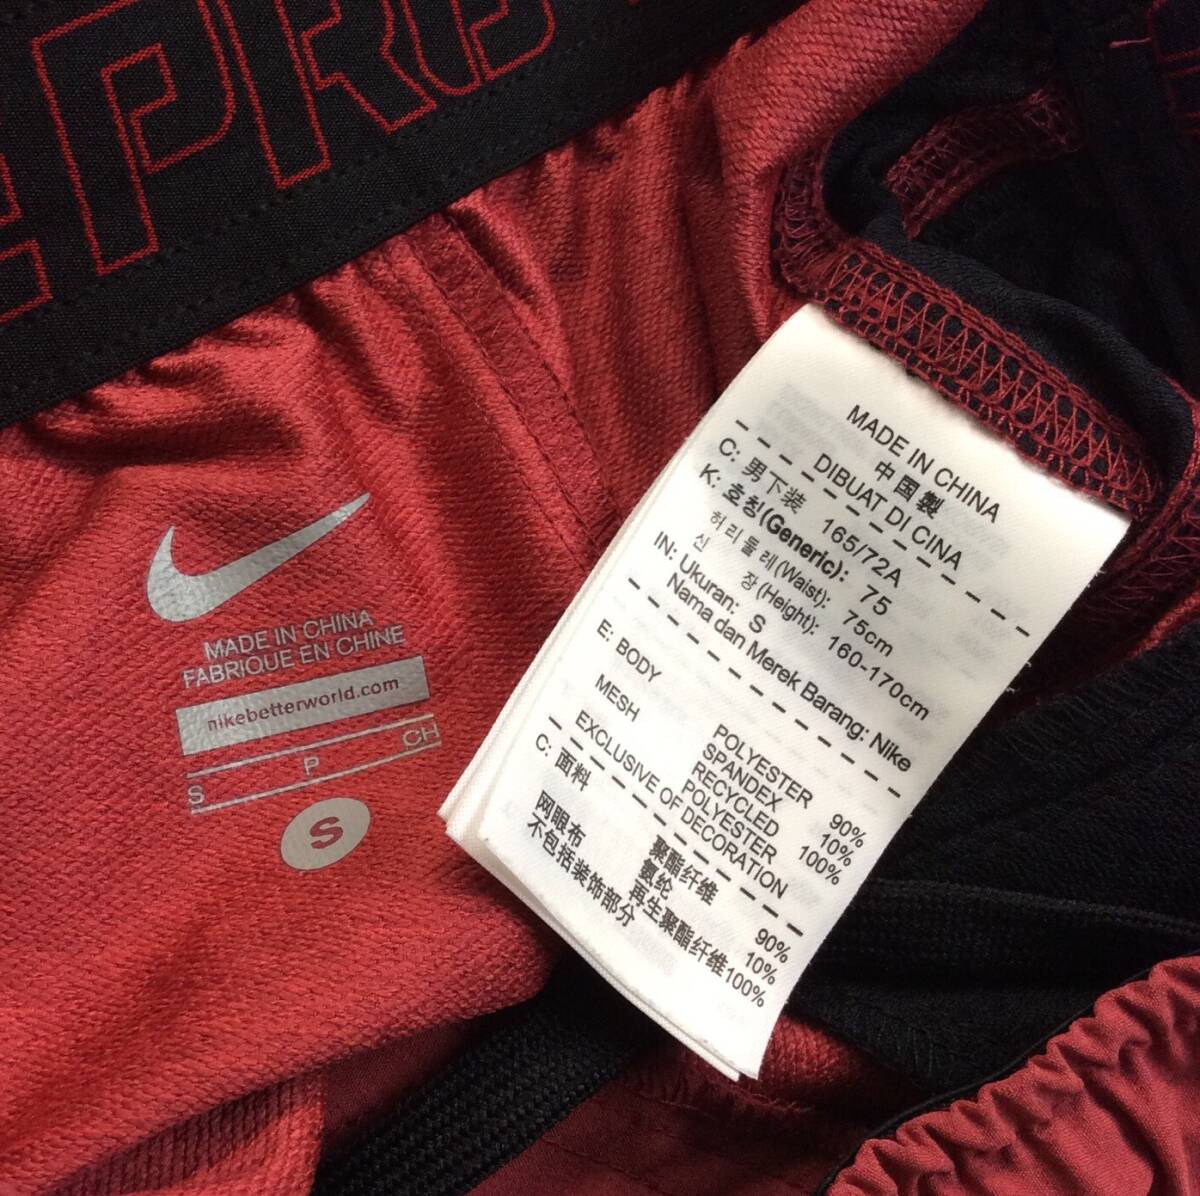 PRO
MADE IN CHINA
FABRIQUE EN CHINE
nikebetterworld.com
S P CH
S
MADE IN CHINA
中国製
DIBUAT DI CINA
C: 男下装 165/72A
K: 호칭(Generic): 75
허리둘레(Waist): 75cm
신 장(Height): 160-170cm
IN: Ukuran: S
Nama dan Merek Barang: Nike
E: BODY POLYESTER 90%
SPANDEX 10%
MESH RECYCLED
POLYESTER 100%
EXCLUSIVE OF DECORATION
C: 面料 聚酯纤维 90%
氨纶 10%
网眼布 再生聚酯纤维100%
不包括装饰部分